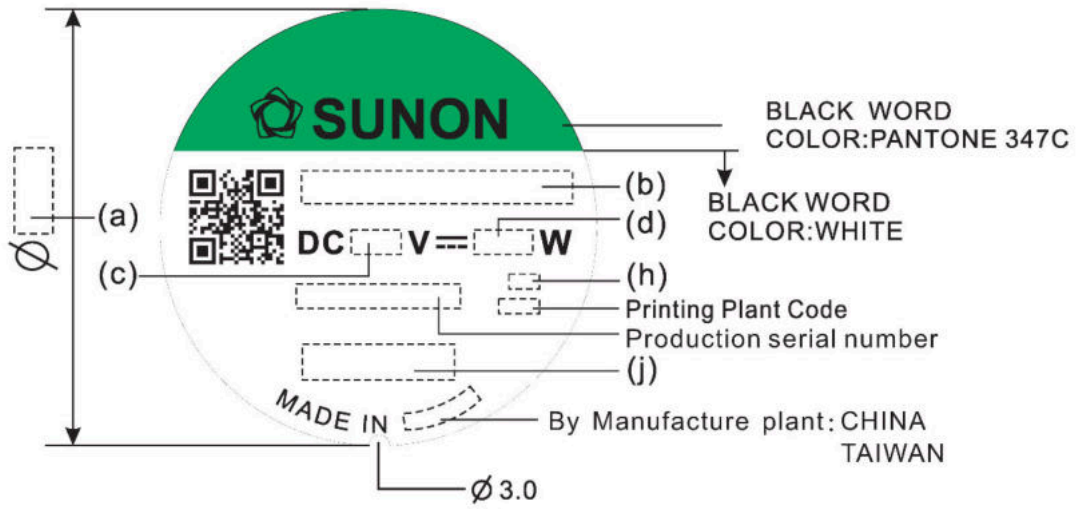 SUNON
BLACK WORD
COLOR:PANTONE 347C
(a)
(b)
BLACK WORD
COLOR:WHITE
(d)
DC V⎓ W
(c)
(h)
Printing Plant Code
Production serial number
(j)
MADE IN
By Manufacture plant: CHINA
TAIWAN
Ø
Ø 3.0